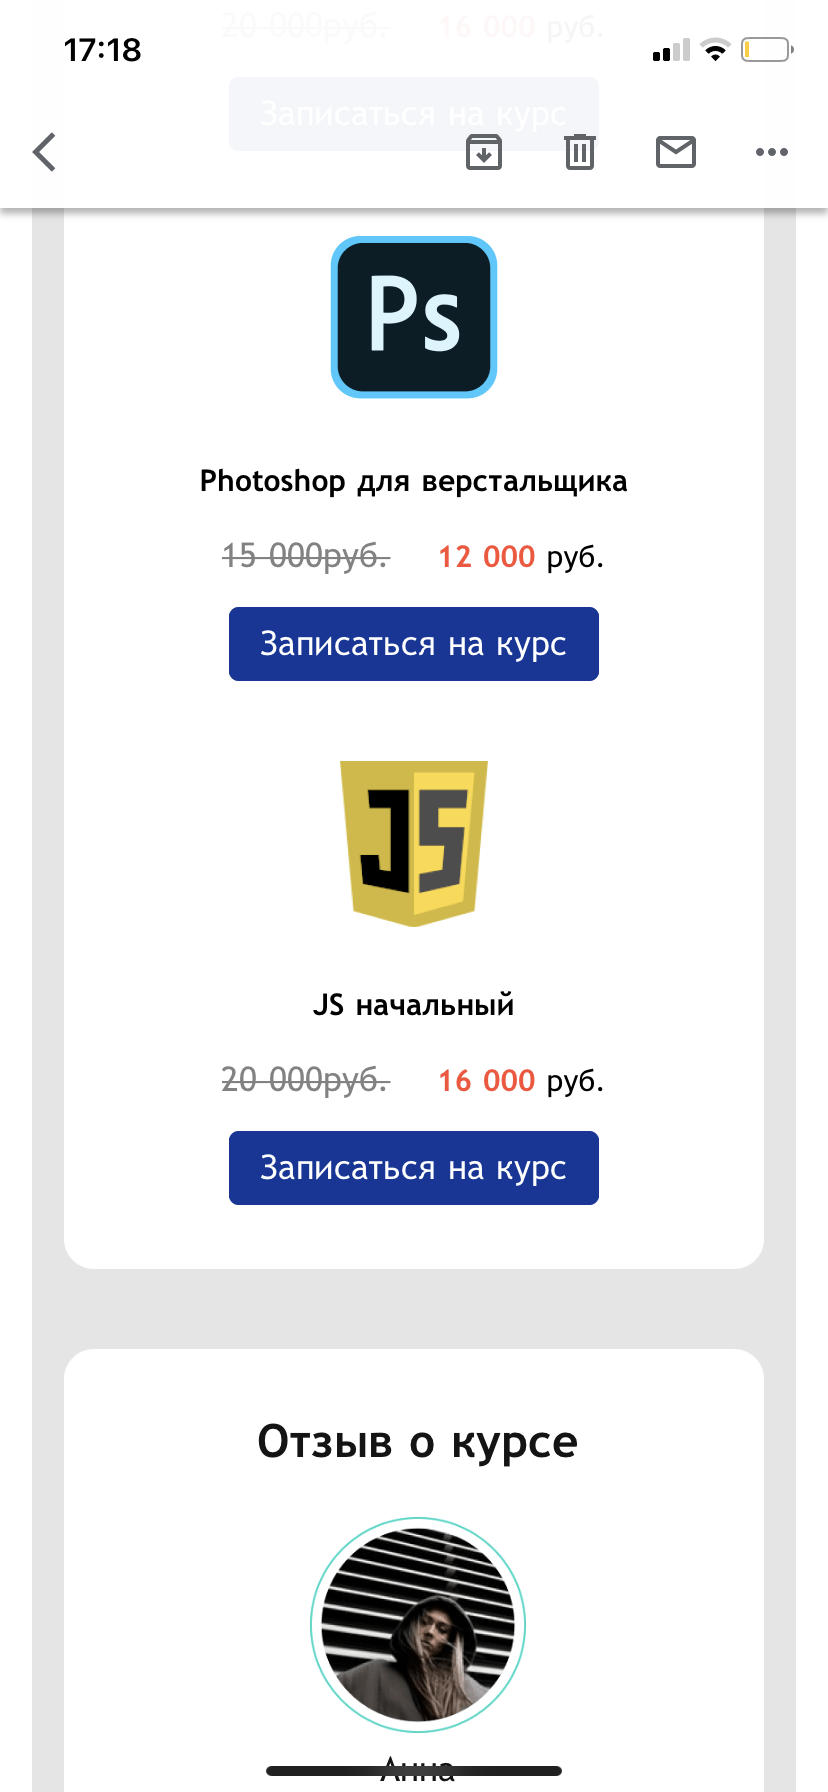 20 000руб. 16 000 руб.
17:18
Записаться на курс
Ps
Photoshop для верстальщика
15 000руб. 12 000 руб.
Записаться на курс
JS
JS начальный
20 000руб. 16 000 руб.
Записаться на курс
Отзыв о курсе
Анна